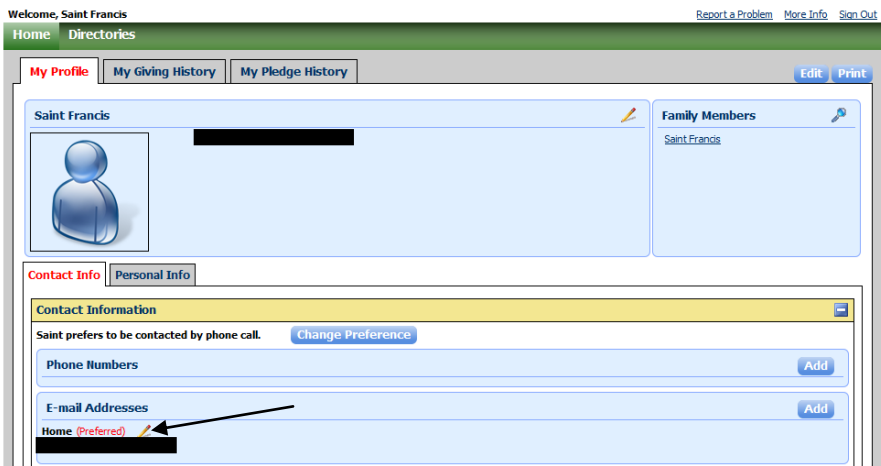 Welcome, Saint Francis
Report a Problem More Info Sign Out
Home Directories
My Profile My Giving History My Pledge History
Edit Print
Saint Francis
Family Members
Saint Francis
Contact Info Personal Info
Contact Information
Saint prefers to be contacted by phone call. Change Preference
Phone Numbers Add
E-mail Addresses Add
Home (Preferred)